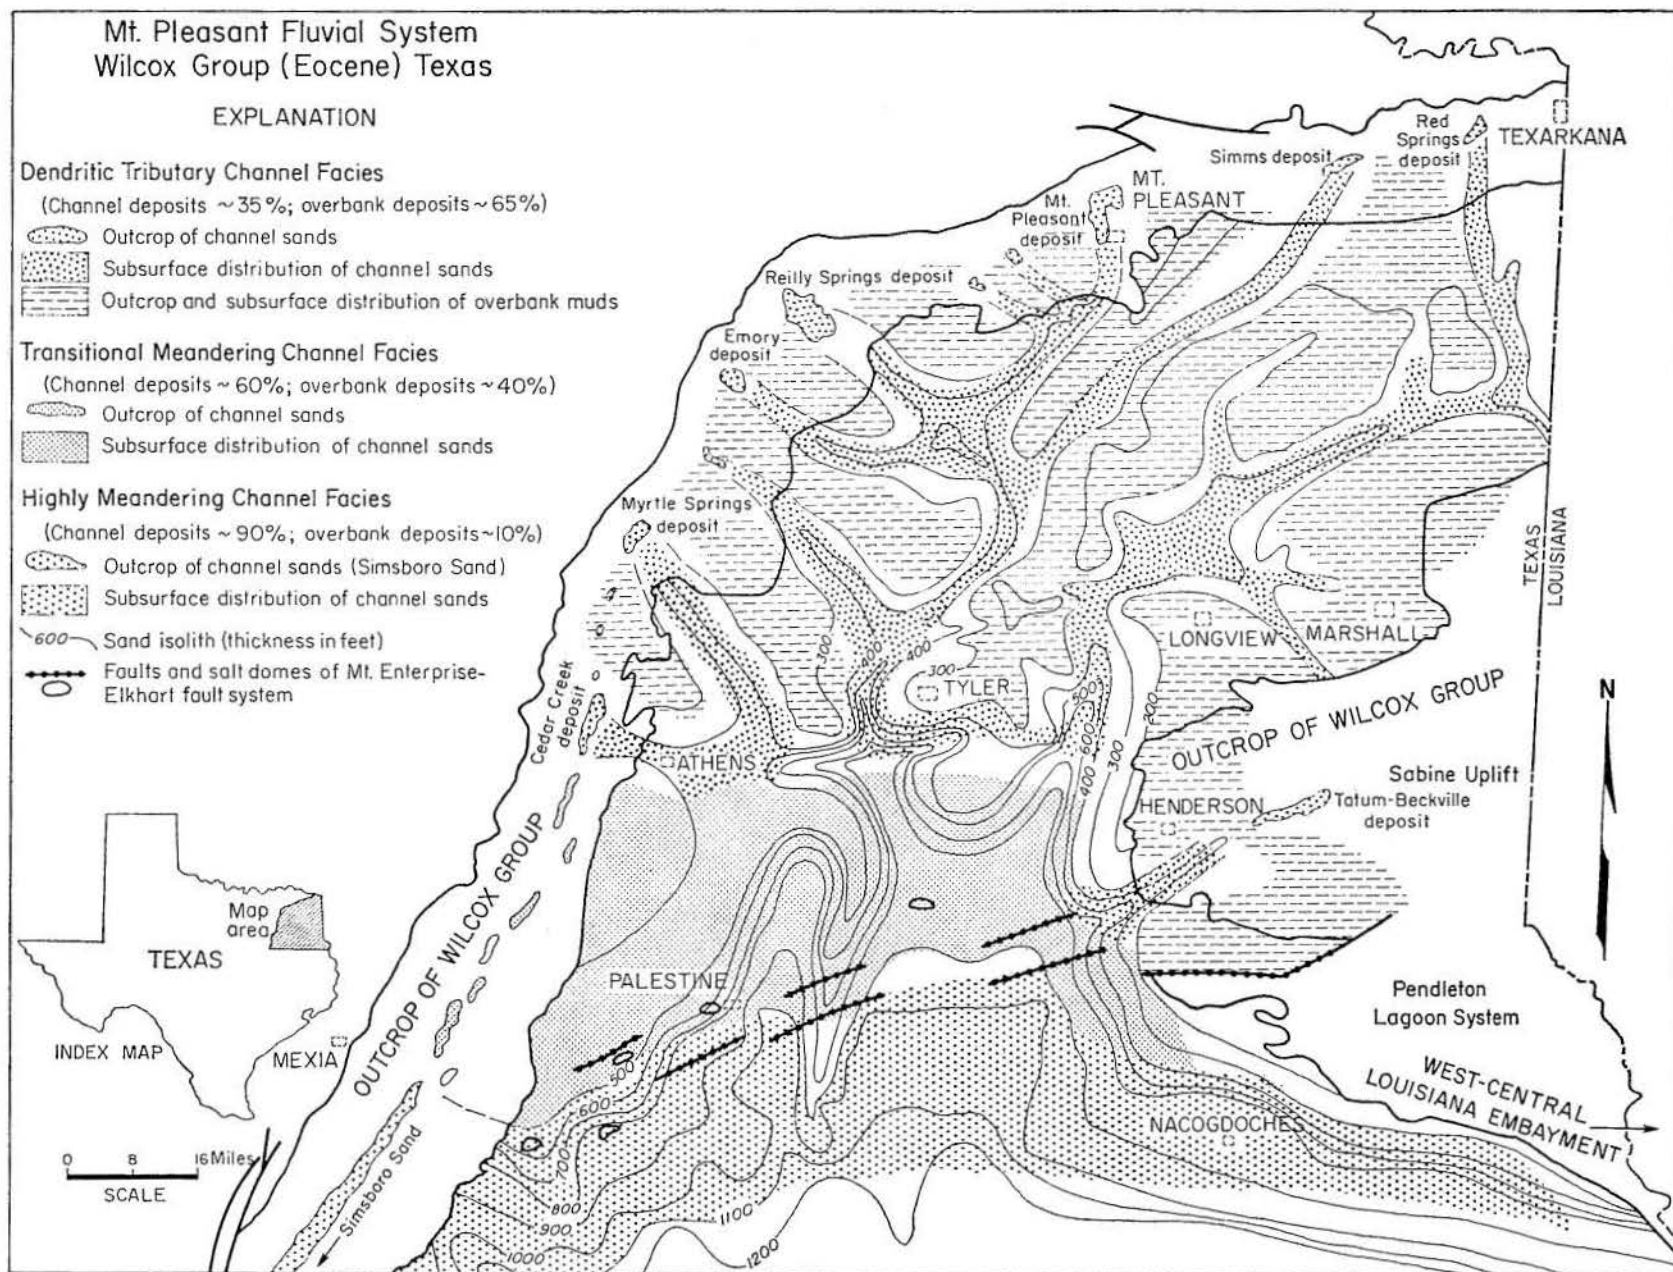 Mt. Pleasant Fluvial System
Wilcox Group (Eocene) Texas
EXPLANATION
Dendritic Tributary Channel Facies
(Channel deposits ~35%; overbank deposits ~65%)
Outcrop of channel sands
Subsurface distribution of channel sands
Outcrop and subsurface distribution of overbank muds
Transitional Meandering Channel Facies
(Channel deposits ~60%; overbank deposits ~40%)
Outcrop of channel sands
Subsurface distribution of channel sands
Highly Meandering Channel Facies
(Channel deposits ~90%; overbank deposits ~10%)
Outcrop of channel sands (Simsboro Sand)
Subsurface distribution of channel sands
600 Sand isolith (thickness in feet)
Faults and salt domes of Mt. Enterprise-
Elkhart fault system
Red
Springs
deposit
TEXARKANA
Simms deposit
MT.
PLEASANT
Mt.
Pleasant
deposit
Reilly Springs deposit
Emory
deposit
Myrtle Springs
deposit
TEXAS
LOUISIANA
LONGVIEW
MARSHALL
300
400
400
300
TYLER
500
600
400
200
300
Cedar Creek
deposit
ATHENS
OUTCROP OF WILCOX GROUP
Sabine Uplift
HENDERSON
Tatum-Beckville
deposit
N
OUTCROP OF WILCOX GROUP
Map
area
TEXAS
INDEX MAP
MEXIA
PALESTINE
Pendleton
Lagoon System
WEST-CENTRAL
LOUISIANA EMBAYMENT
NACOGDOCHES
500
600
700
800
900
1000
1100
1200
Simsboro Sand
0 8 16 Miles
SCALE